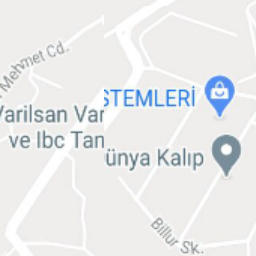 Mehmet Cd.
STEMLERİ
Varilsan Var
ve Ibc Tan
ünya Kalıp
Billur Sk.